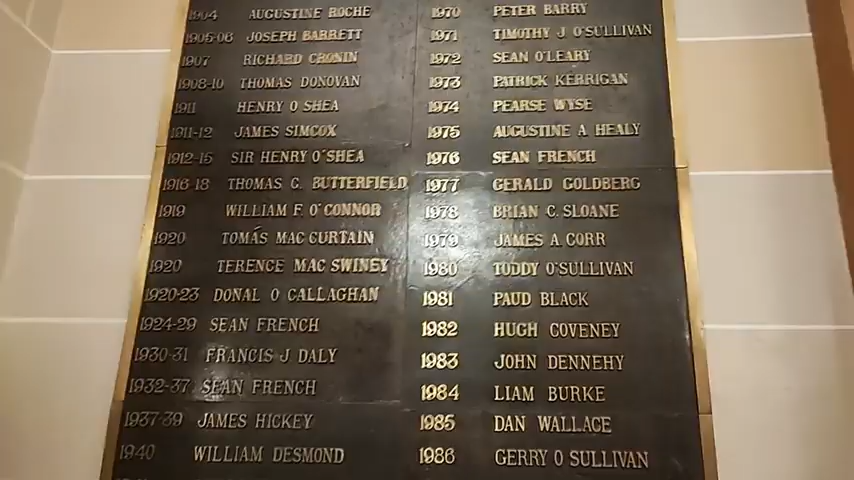 1904 AUGUSTINE ROCHE
1905-06 JOSEPH BARRETT
1907 RICHARD CRONIN
1908-10 THOMAS DONOVAN
1911 HENRY O SHEA
1911-12 JAMES SIMCOX
1912-15 SIR HENRY O'SHEA
1916-18 THOMAS C. BUTTERFIELD
1919 WILLIAM F. O'CONNOR
1920 TOMÁS MAC CURTAIN
1920 TERENCE MAC SWINEY
1920-23 DONAL O CALLAGHAN
1924-29 SEAN FRENCH
1930-31 FRANCIS J DALY
1932-37 SEAN FRENCH
1937-39 JAMES HICKEY
1940 WILLIAM DESMOND
1970 PETER BARRY
1971 TIMOTHY J O'SULLIVAN
1972 SEAN O'LEARY
1973 PATRICK KERRIGAN
1974 PEARSE WYSE
1975 AUGUSTINE A HEALY
1976 SEAN FRENCH
1977 GERALD GOLDBERG
1978 BRIAN C. SLOANE
1979 JAMES A. CORR
1980 TODDY O'SULLIVAN
1981 PAUD BLACK
1982 HUGH COVENEY
1983 JOHN DENNEHY
1984 LIAM BURKE
1985 DAN WALLACE
1986 GERRY O SULLIVAN